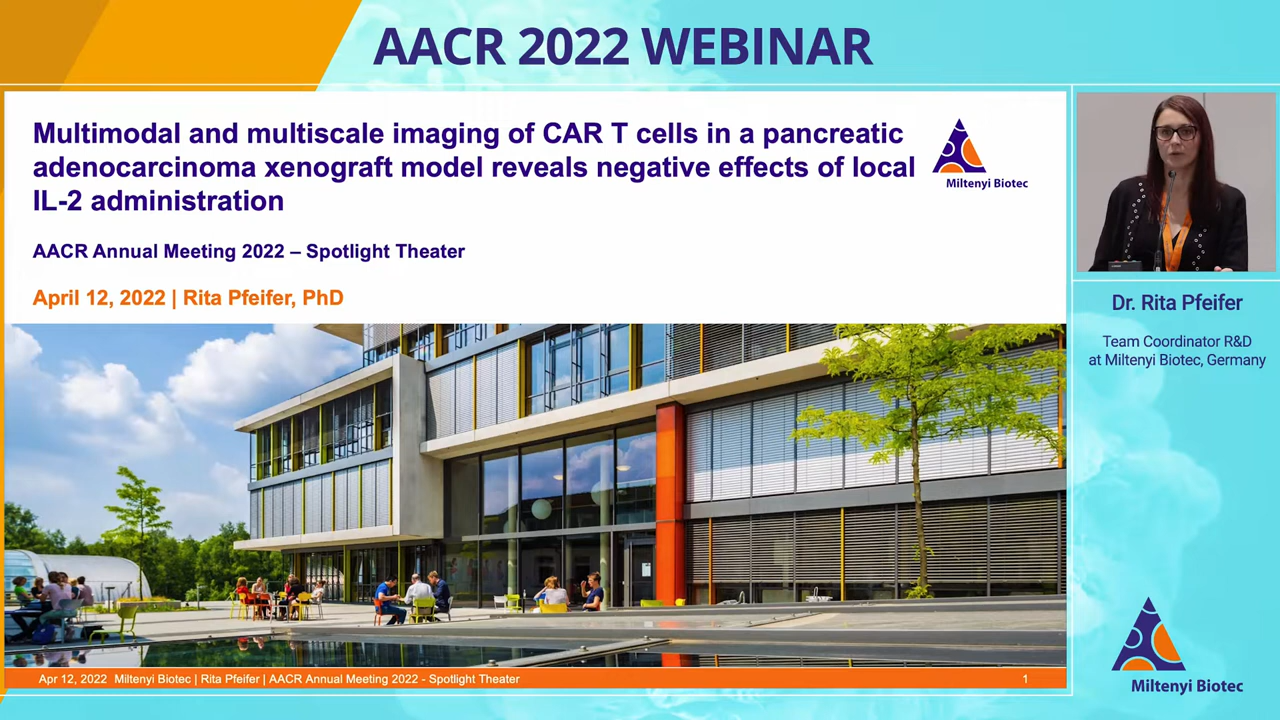 AACR 2022 WEBINAR
Multimodal and multiscale imaging of CAR T cells in a pancreatic
adenocarcinoma xenograft model reveals negative effects of local
IL-2 administration
Miltenyi Biotec
AACR Annual Meeting 2022 – Spotlight Theater
April 12, 2022 | Rita Pfeifer, PhD
Dr. Rita Pfeifer
Team Coordinator R&D
at Miltenyi Biotec, Germany
Apr 12, 2022 Miltenyi Biotec | Rita Pfeifer | AACR Annual Meeting 2022 - Spotlight Theater
1
Miltenyi Biotec